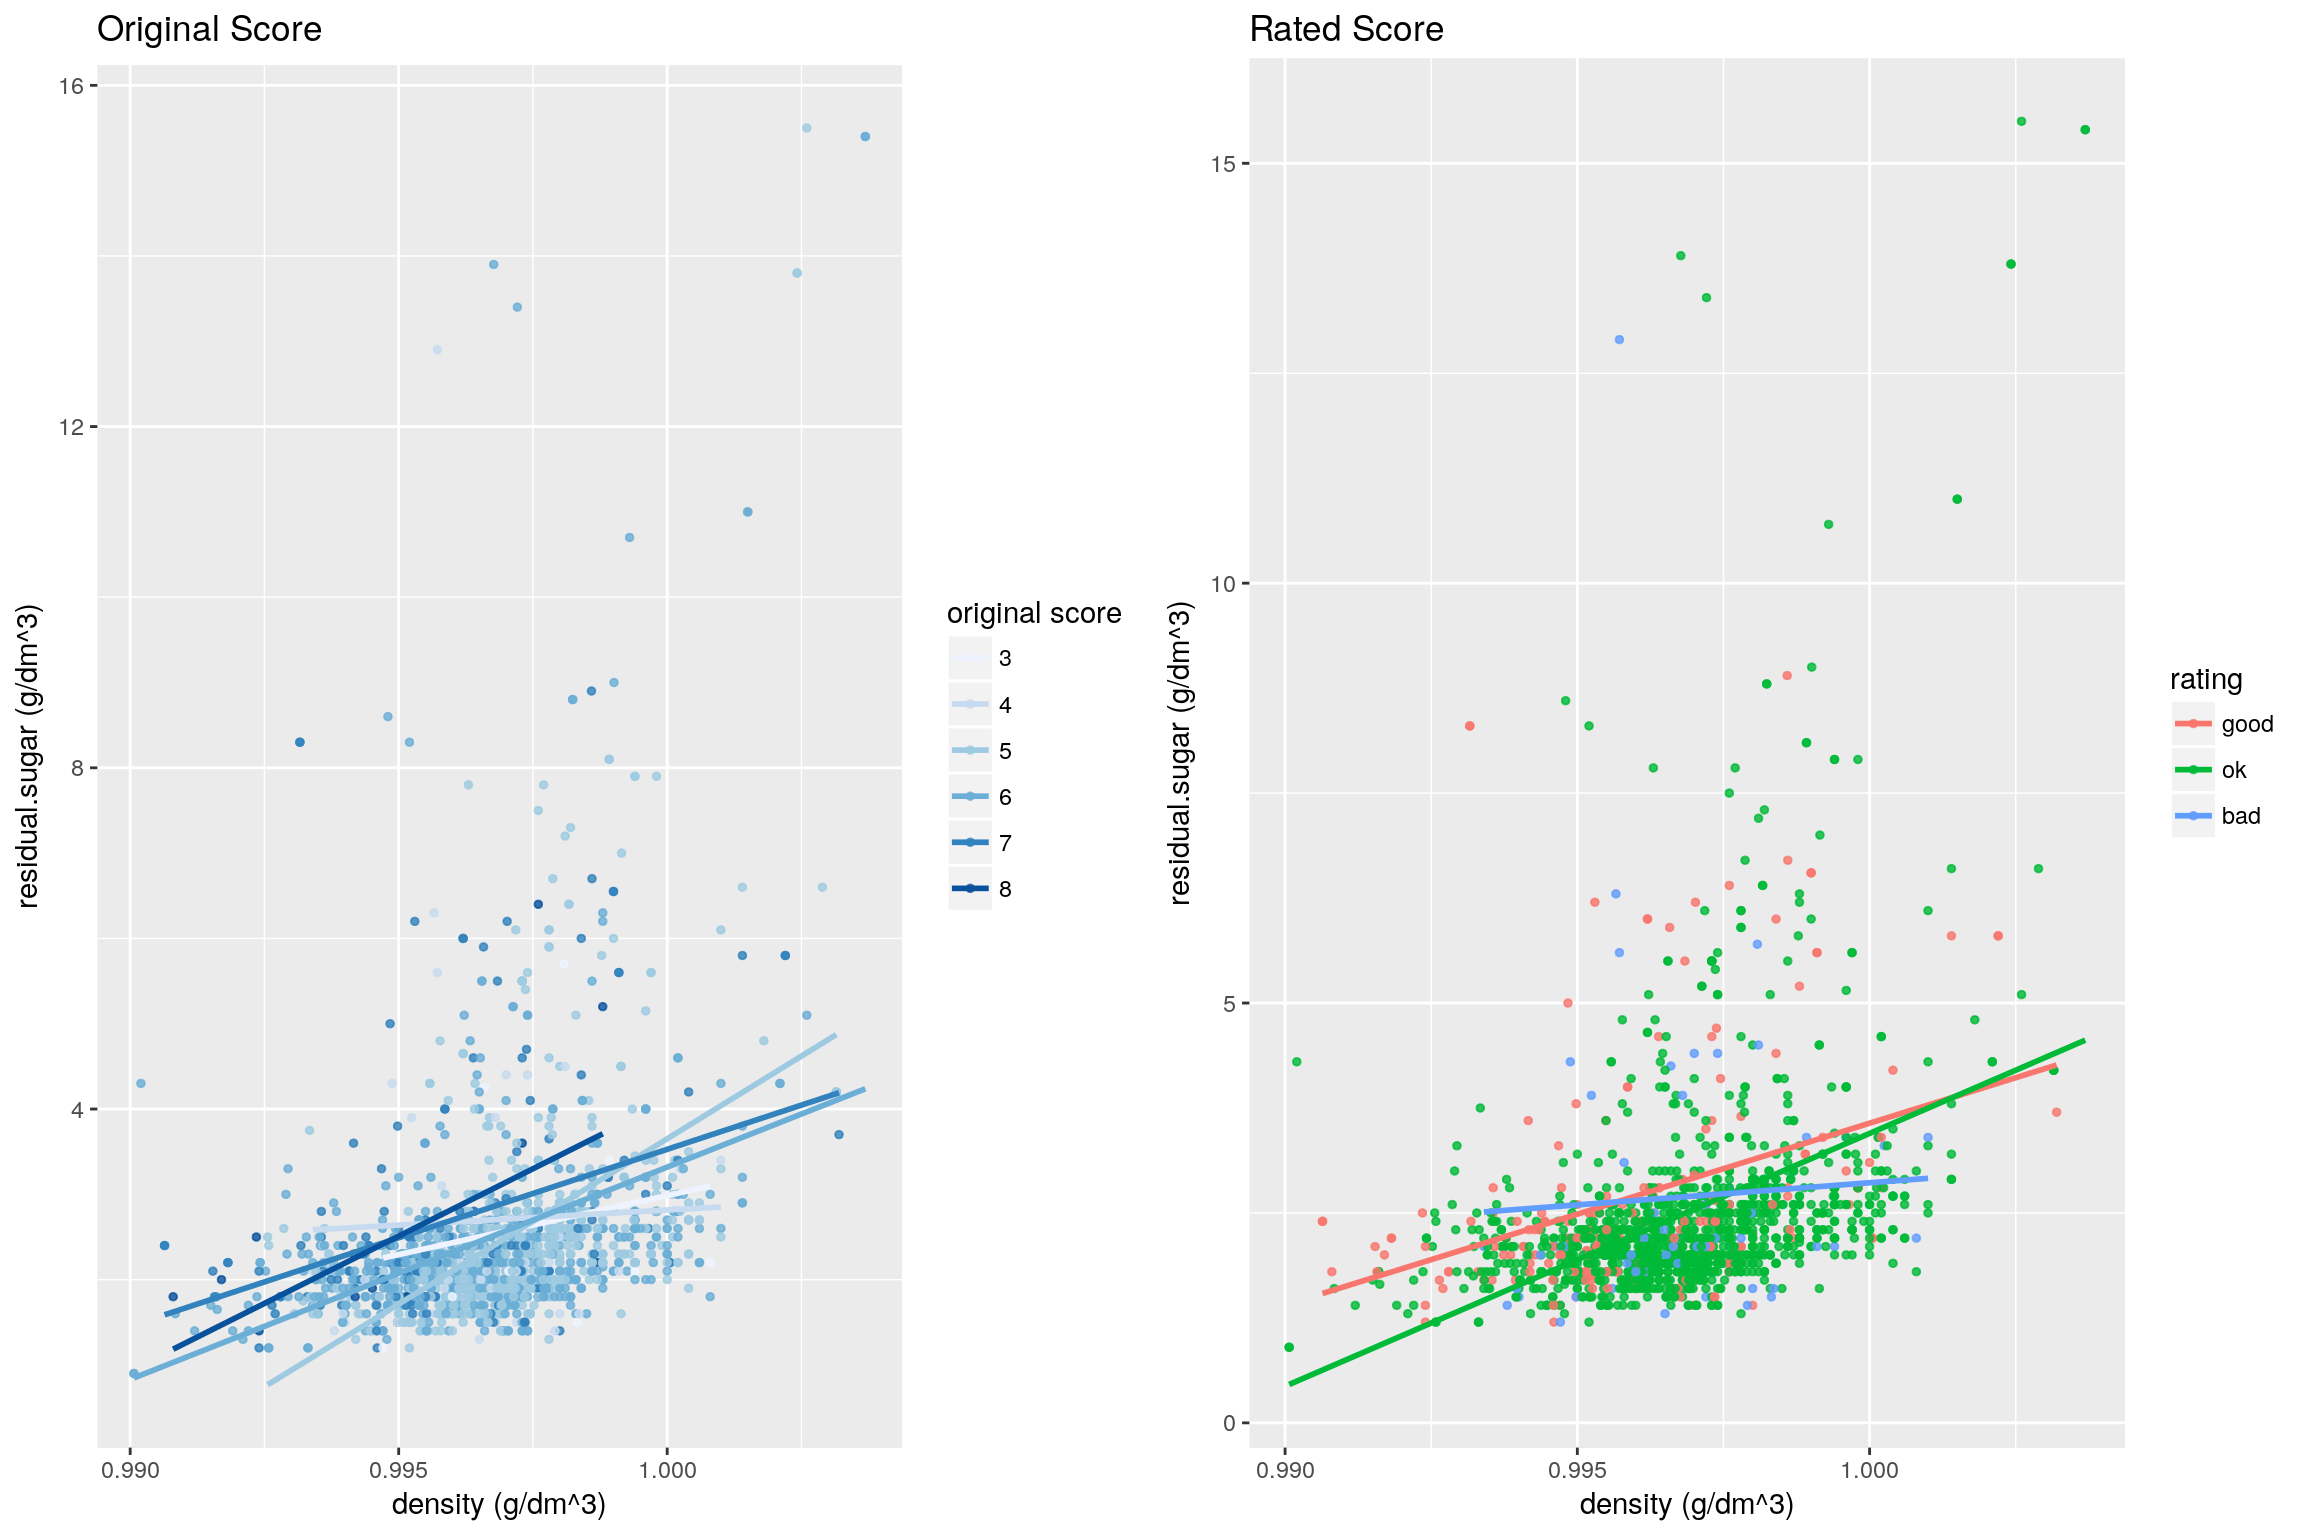 Original Score
16
12
8
4
0.990
0.995
1.000
density (g/dm^3)
residual.sugar (g/dm^3)
original score
3
4
5
6
7
8
Rated Score
15
10
5
0
0.990
0.995
1.000
density (g/dm^3)
residual.sugar (g/dm^3)
rating
good
ok
bad